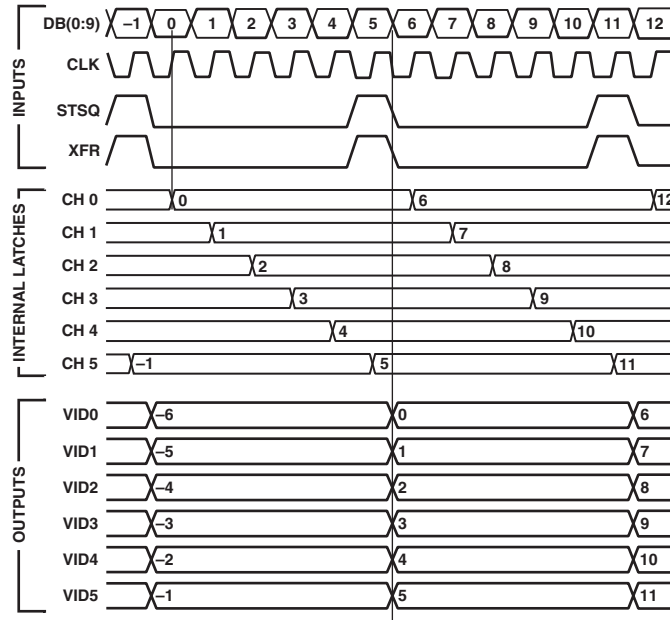 INPUTS
DB(0:9) –1 0 1 2 3 4 5 6 7 8 9 10 11 12
CLK
STSQ
XFR
INTERNAL LATCHES
CH 0 0 6 12
CH 1 1 7
CH 2 2 8
CH 3 3 9
CH 4 4 10
CH 5 –1 5 11
OUTPUTS
VID0 –6 0 6
VID1 –5 1 7
VID2 –4 2 8
VID3 –3 3 9
VID4 –2 4 10
VID5 –1 5 11